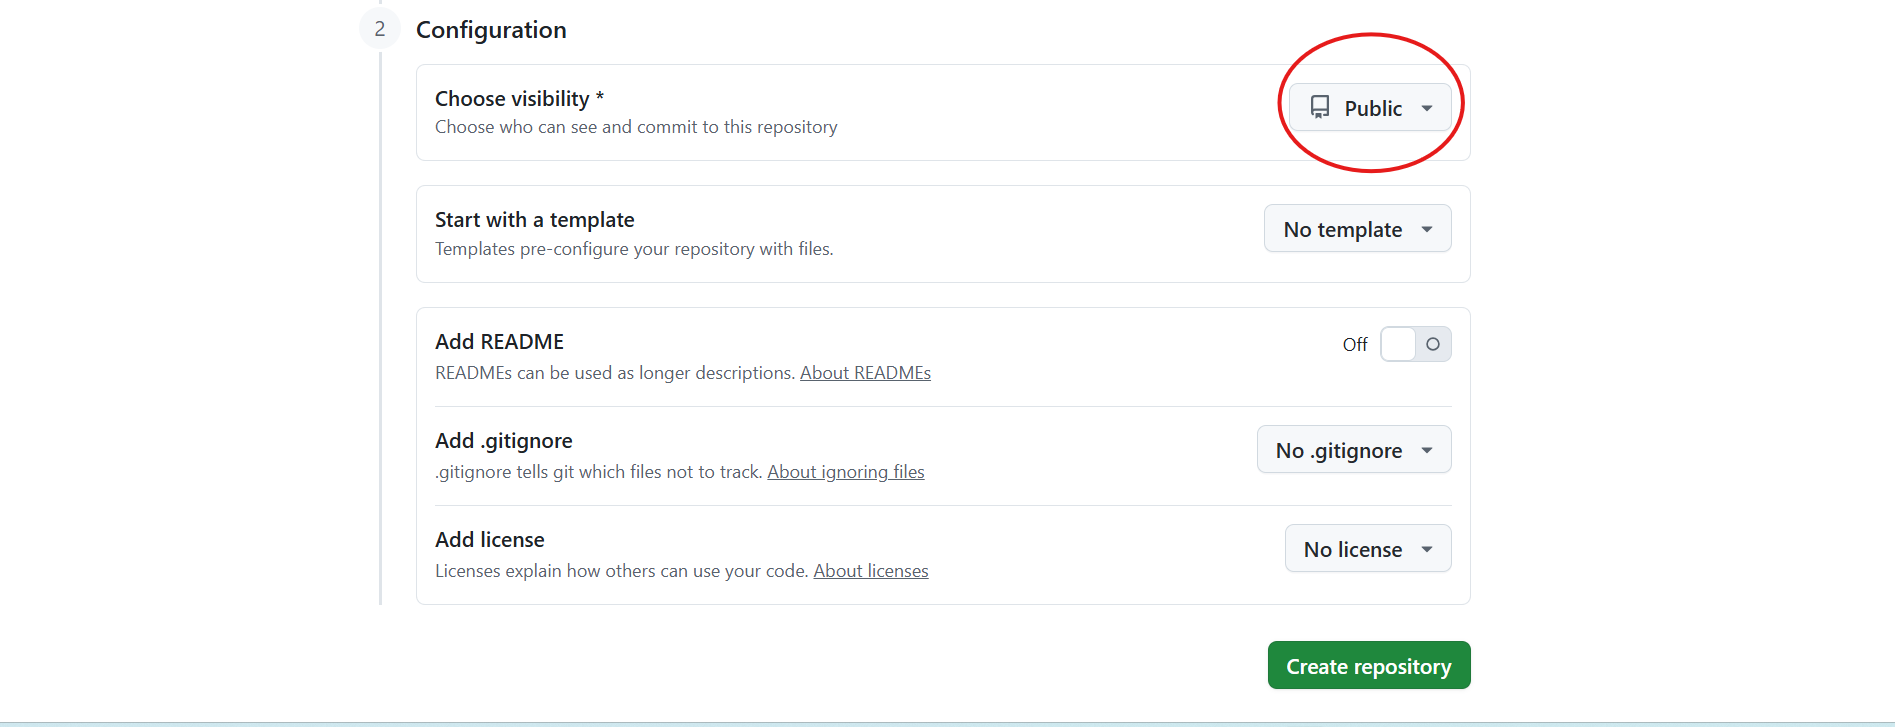 2
Configuration
Choose visibility *
Choose who can see and commit to this repository
Public
Start with a template
Templates pre-configure your repository with files.
No template
Add README
READMEs can be used as longer descriptions. About READMEs
Off
Add .gitignore
.gitignore tells git which files not to track. About ignoring files
No .gitignore
Add license
Licenses explain how others can use your code. About licenses
No license
Create repository